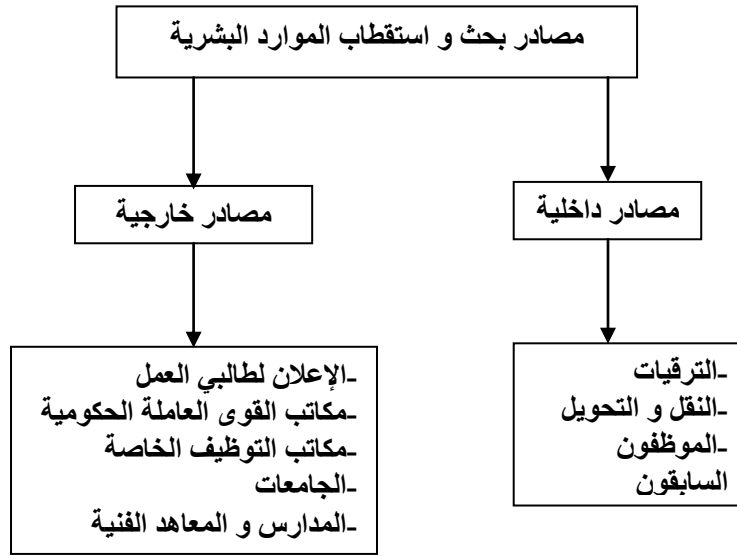 مصادر بحث و استقطاب الموارد البشرية
مصادر داخلية
مصادر خارجية
-الترقيات
-النقل و التحويل
-الموظفون
السابقون
-الإعلان لطالبي العمل
-مكاتب القوى العاملة الحكومية
-مكاتب التوظيف الخاصة
-الجامعات
-المدارس و المعاهد الفنية